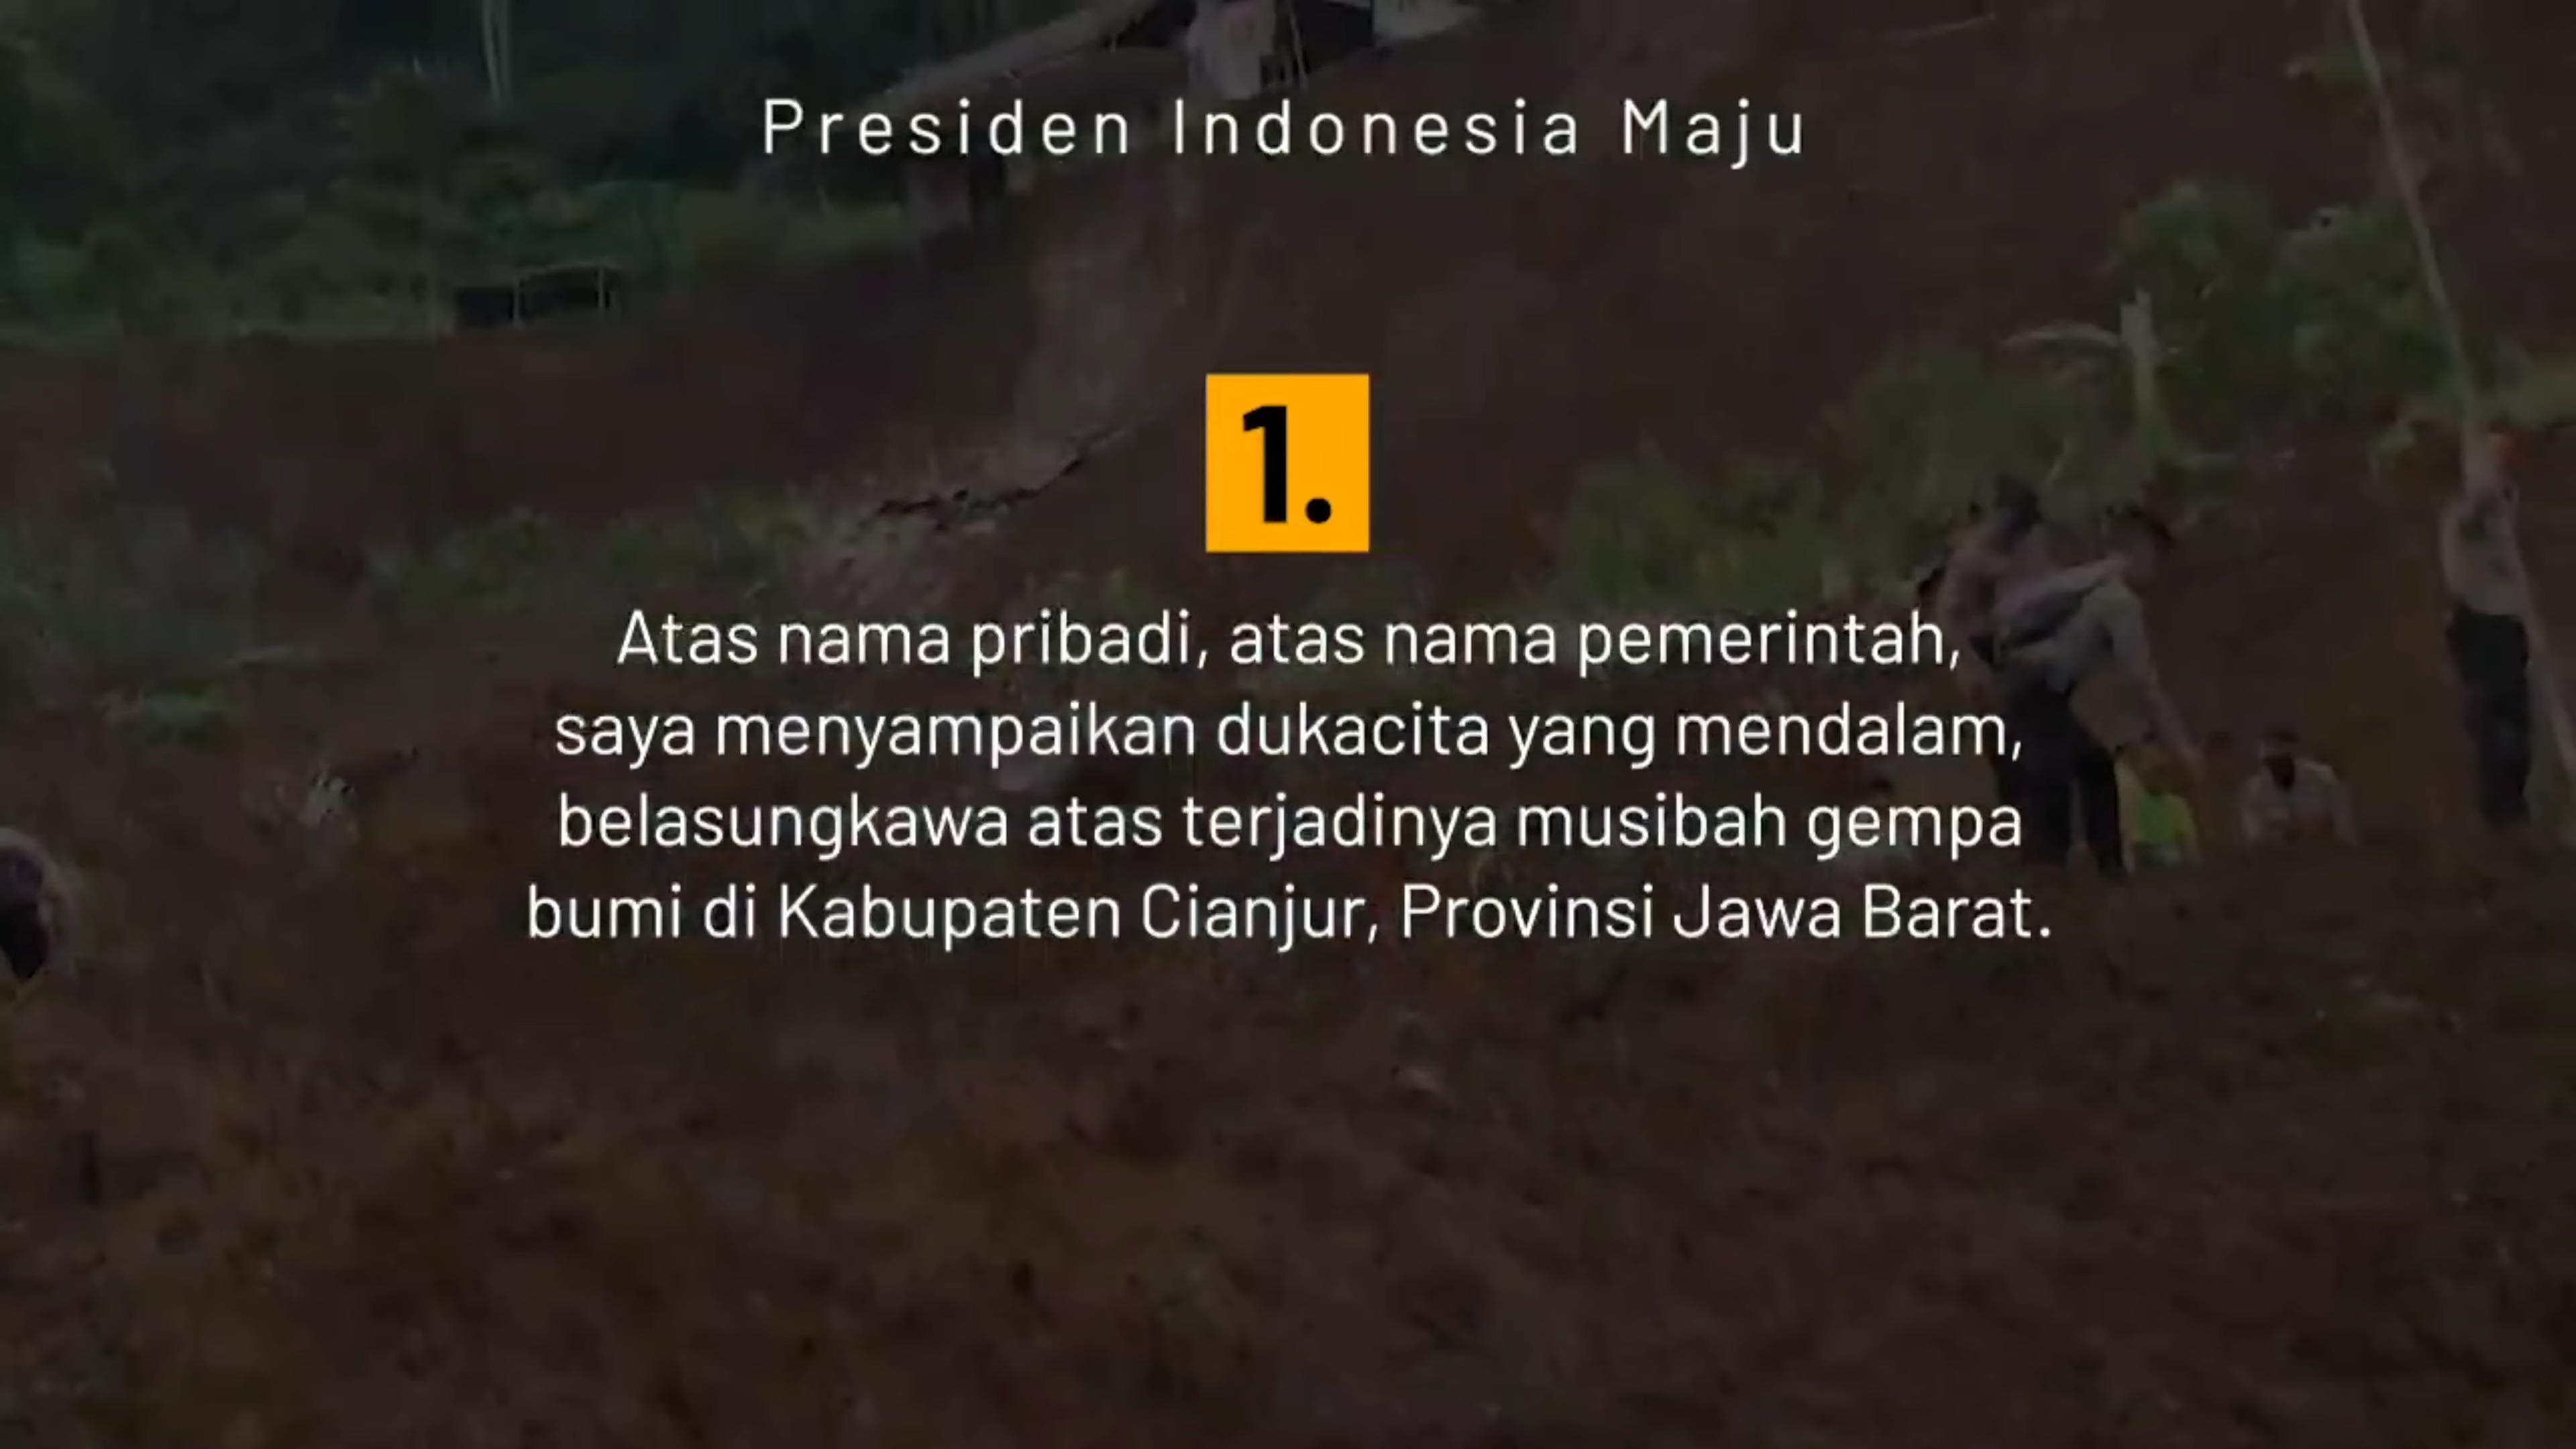 Presiden Indonesia Maju
1.
Atas nama pribadi, atas nama pemerintah,
saya menyampaikan dukacita yang mendalam,
belasungkawa atas terjadinya musibah gempa
bumi di Kabupaten Cianjur, Provinsi Jawa Barat.